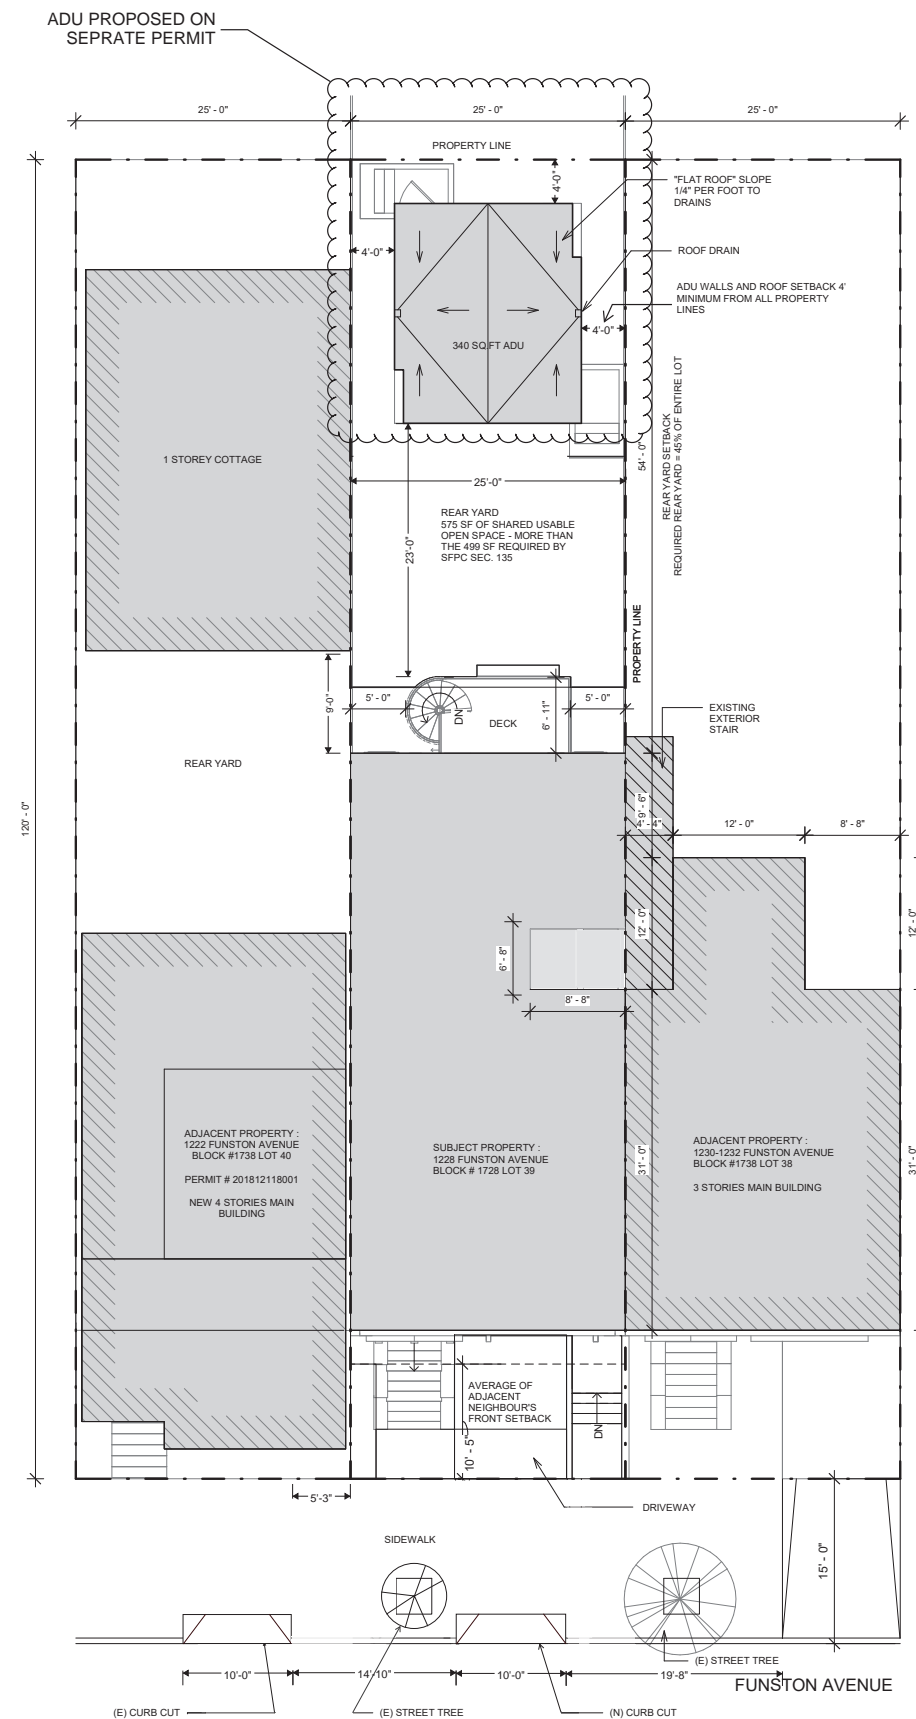 ADU PROPOSED ON
SEPRATE PERMIT
25' - 0"
25' - 0"
25' - 0"
PROPERTY LINE
4'-0"
"FLAT ROOF" SLOPE
1/4" PER FOOT TO
DRAINS
4'-0"
ROOF DRAIN
ADU WALLS AND ROOF SETBACK 4'
MINIMUM FROM ALL PROPERTY
LINES
4'-0"
340 SQ.FT ADU
1 STOREY COTTAGE
54' - 0"
REAR YARD SETBACK
REQUIRED REAR YARD = 45% OF ENTIRE LOT
25'-0"
REAR YARD
575 SF OF SHARED USABLE
OPEN SPACE - MORE THAN
THE 499 SF REQUIRED BY
SFPC SEC. 135
23'-0"
PROPERTY LINE
9'-0"
5' - 0"
DN
DECK
6' - 11"
5' - 0"
EXISTING
EXTERIOR
STAIR
REAR YARD
120' - 0"
9' - 6"
4' - 4"
12' - 0"
8' - 8"
12' - 0"
12' - 0"
6' - 8"
8' - 8"
ADJACENT PROPERTY :
1222 FUNSTON AVENUE
BLOCK #1738 LOT 40
PERMIT # 201812118001
NEW 4 STORIES MAIN
BUILDING
SUBJECT PROPERTY :
1228 FUNSTON AVENUE
BLOCK # 1728 LOT 39
31' - 0"
ADJACENT PROPERTY :
1230-1232 FUNSTON AVENUE
BLOCK #1738 LOT 38
3 STORIES MAIN BUILDING
31' - 0"
AVERAGE OF
ADJACENT
NEIGHBOUR'S
FRONT SETBACK
10' - 5"
DN
5'-3"
DRIVEWAY
SIDEWALK
15' - 0"
10'-0"
14'-10"
10'-0"
19'-8"
(E) STREET TREE
FUNSTON AVENUE
(E) CURB CUT
(E) STREET TREE
(N) CURB CUT